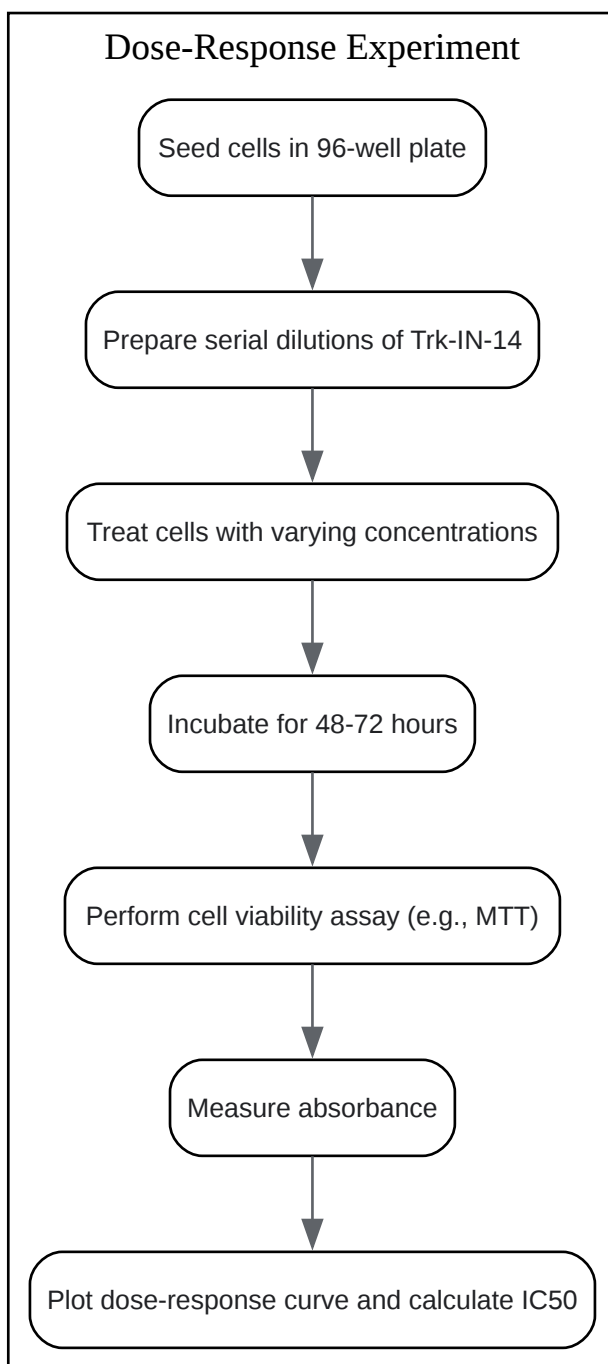 Dose-Response Experiment
Seed cells in 96-well plate
Prepare serial dilutions of Trk-IN-14
Treat cells with varying concentrations
Incubate for 48-72 hours
Perform cell viability assay (e.g., MTT)
Measure absorbance
Plot dose-response curve and calculate IC50